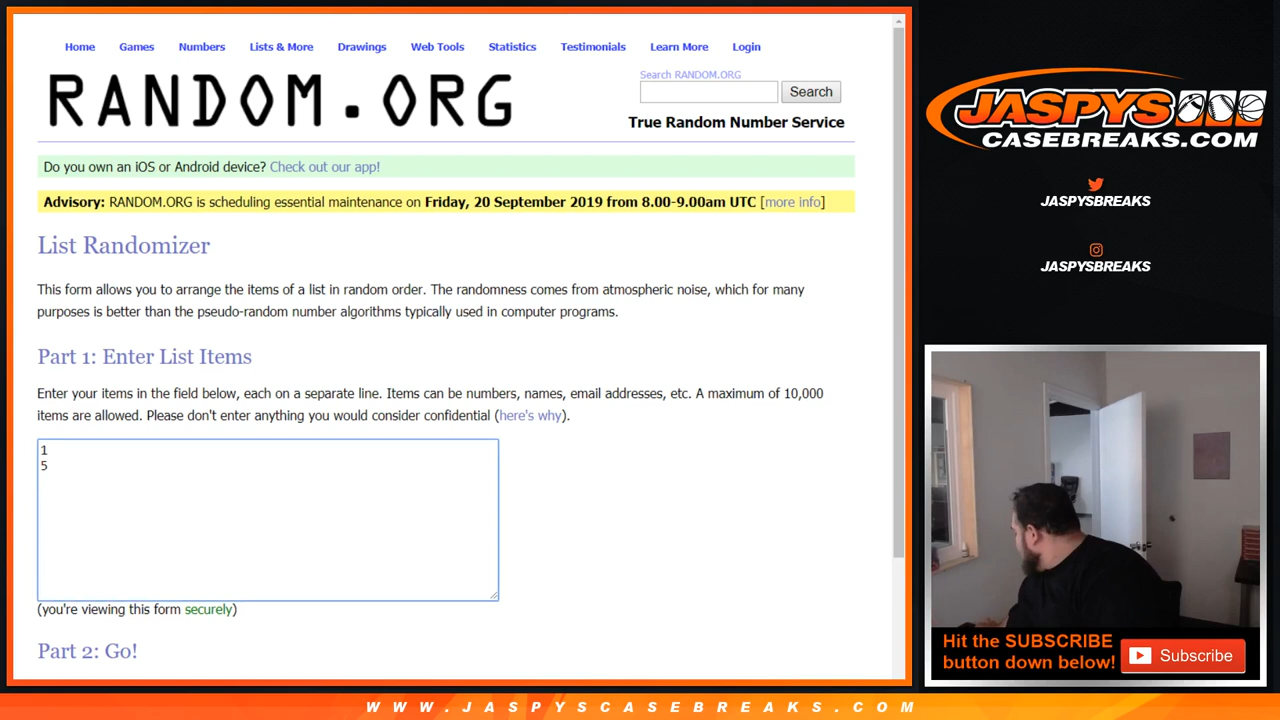 Home Games Numbers Lists & More Drawings Web Tools Statistics Testimonials Learn More Login
RANDOM.ORG
Search RANDOM.ORG
Search
True Random Number Service
Do you own an iOS or Android device? Check out our app!
Advisory: RANDOM.ORG is scheduling essential maintenance on Friday, 20 September 2019 from 8.00-9.00am UTC [more info]
List Randomizer
This form allows you to arrange the items of a list in random order. The randomness comes from atmospheric noise, which for many
purposes is better than the pseudo-random number algorithms typically used in computer programs.
Part 1: Enter List Items
Enter your items in the field below, each on a separate line. Items can be numbers, names, email addresses, etc. A maximum of 10,000
items are allowed. Please don't enter anything you would consider confidential (here's why).
1
5
(you're viewing this form securely)
Part 2: Go!
JASPYS
CASEBREAKS.COM
JASPYSBREAKS
JASPYSBREAKS
Hit the SUBSCRIBE
button down below!
Subscribe
WWW.JASPYSCASEBREAKS.COM